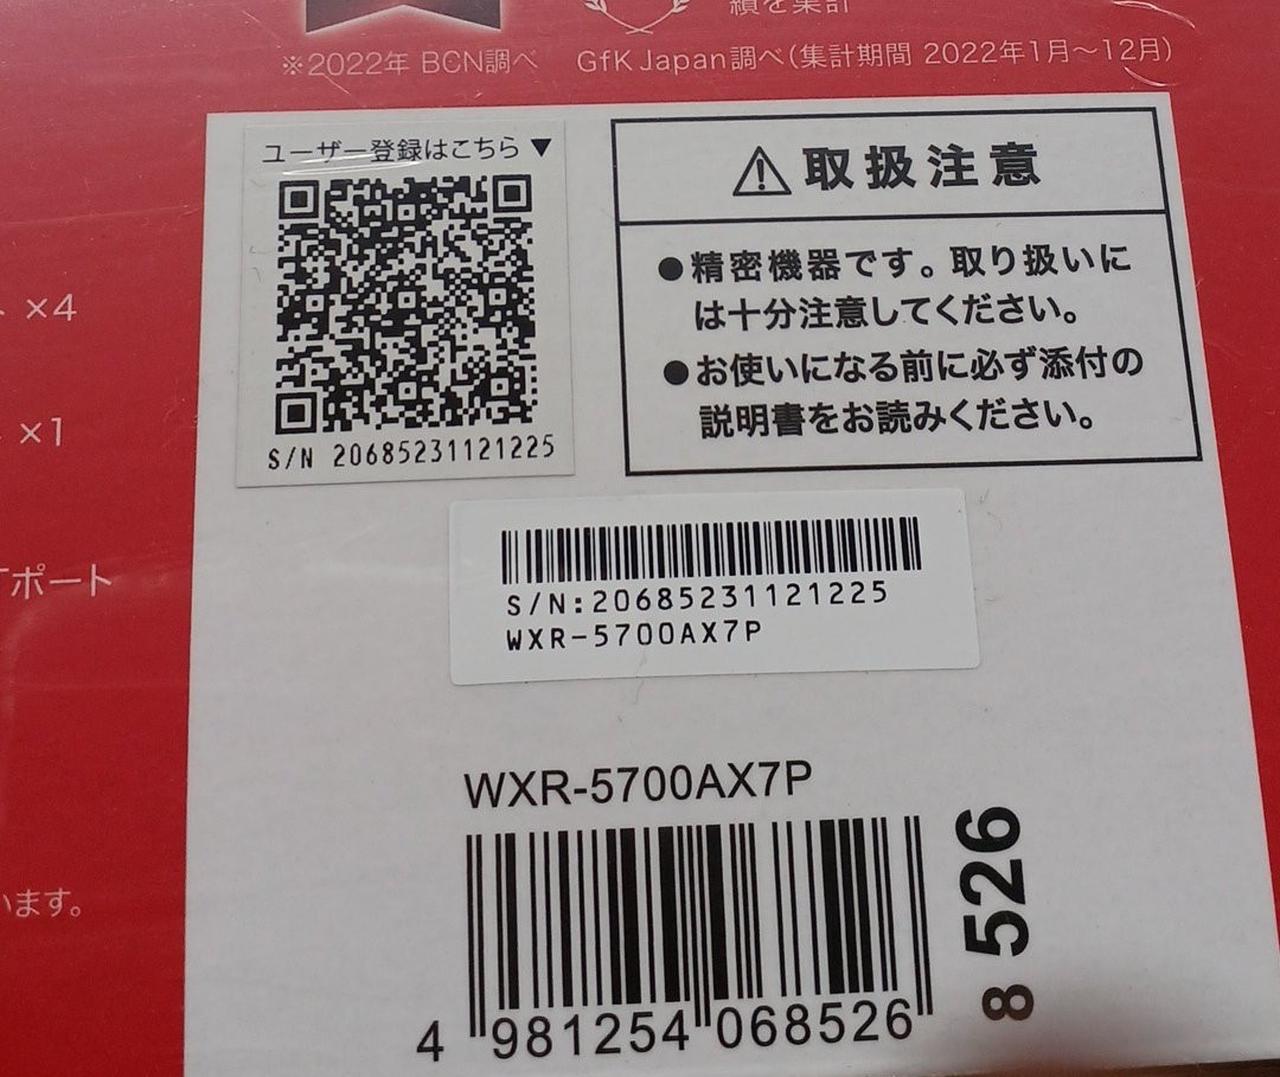 績を集計
※2022年 BCN調べ GfK Japan調べ(集計期間 2022年1月～12月)
ユーザー登録はこちら▼
S/N 20685231121225
⚠取扱注意
●精密機器です。取り扱いに
は十分注意してください。
●お使いになる前に必ず添付の
説明書をお読みください。
×4
×1
ポート
います。
S/N:20685231121225
WXR-5700AX7P
WXR-5700AX7P
4 981254 068526
8 526